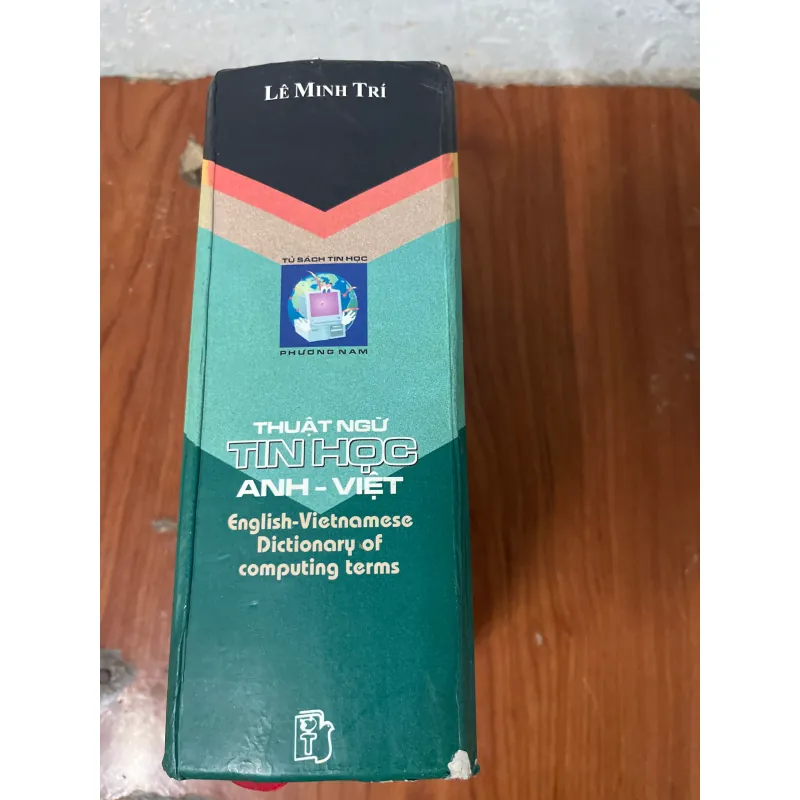 LÊ MINH TRÍ
TỦ SÁCH TIN HỌC
PHƯƠNG NAM
THUẬT NGỮ
TIN HỌC
ANH - VIỆT
English-Vietnamese
Dictionary of
computing terms
T